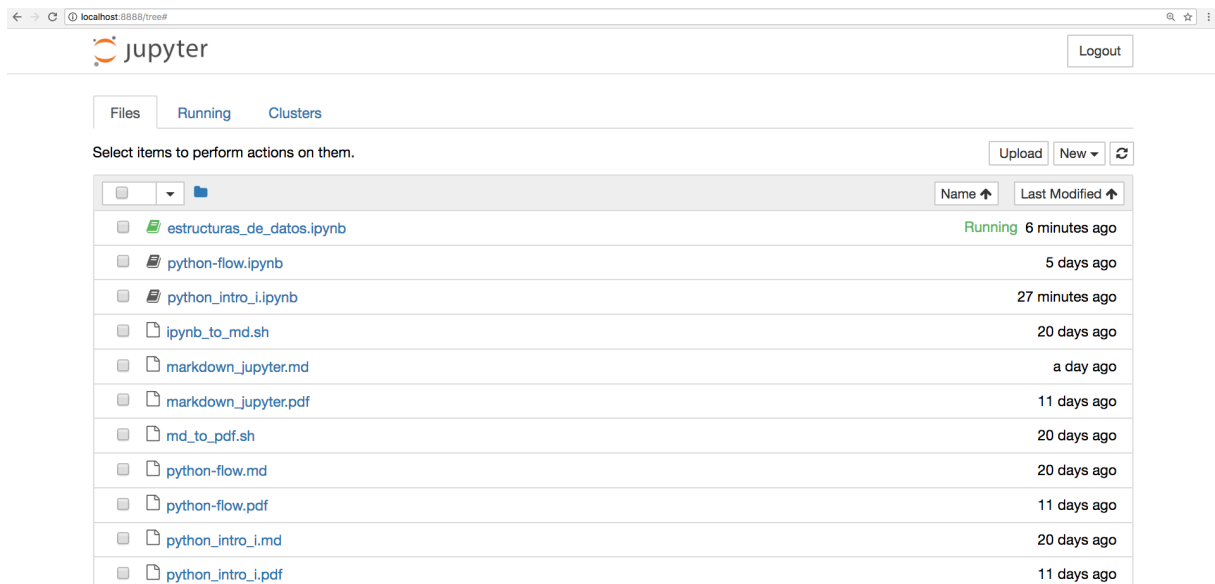 localhost:8888/tree#
jupyter
Logout
Files Running Clusters
Select items to perform actions on them.
Upload New
Name Last Modified
estructuras_de_datos.ipynb Running 6 minutes ago
python-flow.ipynb 5 days ago
python_intro_i.ipynb 27 minutes ago
ipynb_to_md.sh 20 days ago
markdown_jupyter.md a day ago
markdown_jupyter.pdf 11 days ago
md_to_pdf.sh 20 days ago
python-flow.md 20 days ago
python-flow.pdf 11 days ago
python_intro_i.md 20 days ago
python_intro_i.pdf 11 days ago